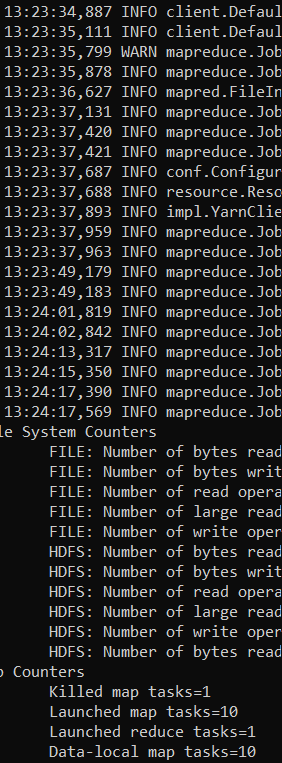 13:23:34,887 INFO client.Defaul
13:23:35,111 INFO client.Defaul
13:23:35,799 WARN mapreduce.Job
13:23:35,878 INFO mapreduce.Job
13:23:36,627 INFO mapred.FileIn
13:23:37,131 INFO mapreduce.Job
13:23:37,420 INFO mapreduce.Job
13:23:37,421 INFO mapreduce.Job
13:23:37,687 INFO conf.Configur
13:23:37,688 INFO resource.Reso
13:23:37,893 INFO impl.YarnClie
13:23:37,959 INFO mapreduce.Job
13:23:37,963 INFO mapreduce.Job
13:23:49,179 INFO mapreduce.Job
13:23:49,183 INFO mapreduce.Job
13:24:01,819 INFO mapreduce.Job
13:24:02,842 INFO mapreduce.Job
13:24:13,317 INFO mapreduce.Job
13:24:15,350 INFO mapreduce.Job
13:24:17,390 INFO mapreduce.Job
13:24:17,569 INFO mapreduce.Job
le System Counters
FILE: Number of bytes read
FILE: Number of bytes writ
FILE: Number of read opera
FILE: Number of large read
FILE: Number of write oper
HDFS: Number of bytes read
HDFS: Number of bytes writ
HDFS: Number of read opera
HDFS: Number of large read
HDFS: Number of write oper
HDFS: Number of bytes read
b Counters
Killed map tasks=1
Launched map tasks=10
Launched reduce tasks=1
Data-local map tasks=10